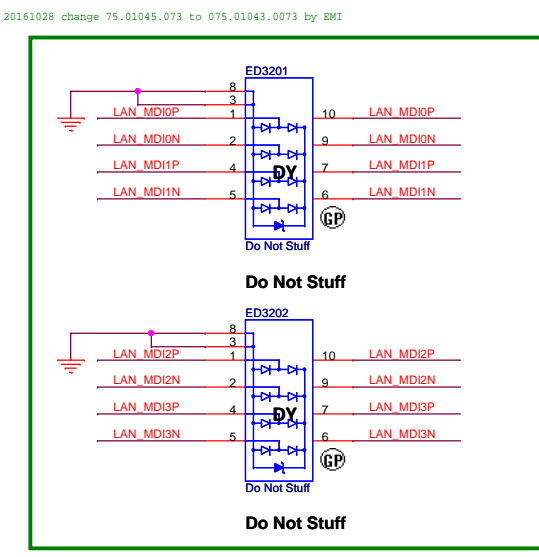 20161028 change 75.01045.073 to 075.01043.0073 by EMI
ED3201
8
3
LAN_MDI0P 1 10 LAN_MDI0P
LAN_MDI0N 2 9 LAN_MDI0N
LAN_MDI1P 4 DY 7 LAN_MDI1P
LAN_MDI1N 5 6 LAN_MDI1N
GP
Do Not Stuff
Do Not Stuff
ED3202
8
3
LAN_MDI2P 1 10 LAN_MDI2P
LAN_MDI2N 2 9 LAN_MDI2N
LAN_MDI3P 4 DY 7 LAN_MDI3P
LAN_MDI3N 5 6 LAN_MDI3N
GP
Do Not Stuff
Do Not Stuff